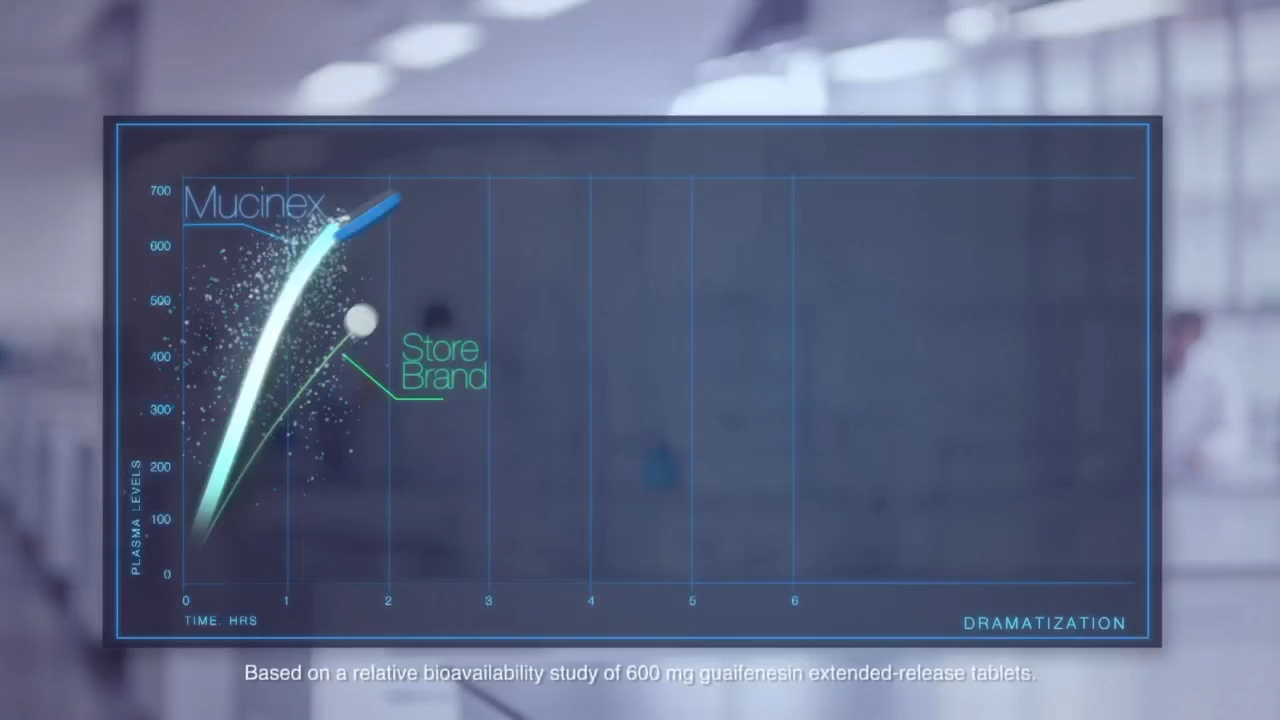 700
Mucinex
600
500
Store
Brand
400
300
200
100
0
PLASMA LEVELS
0 1 2 3 4 5 6
TIME. HRS
DRAMATIZATION
Based on a relative bioavailability study of 600 mg guaifenesin extended-release tablets.